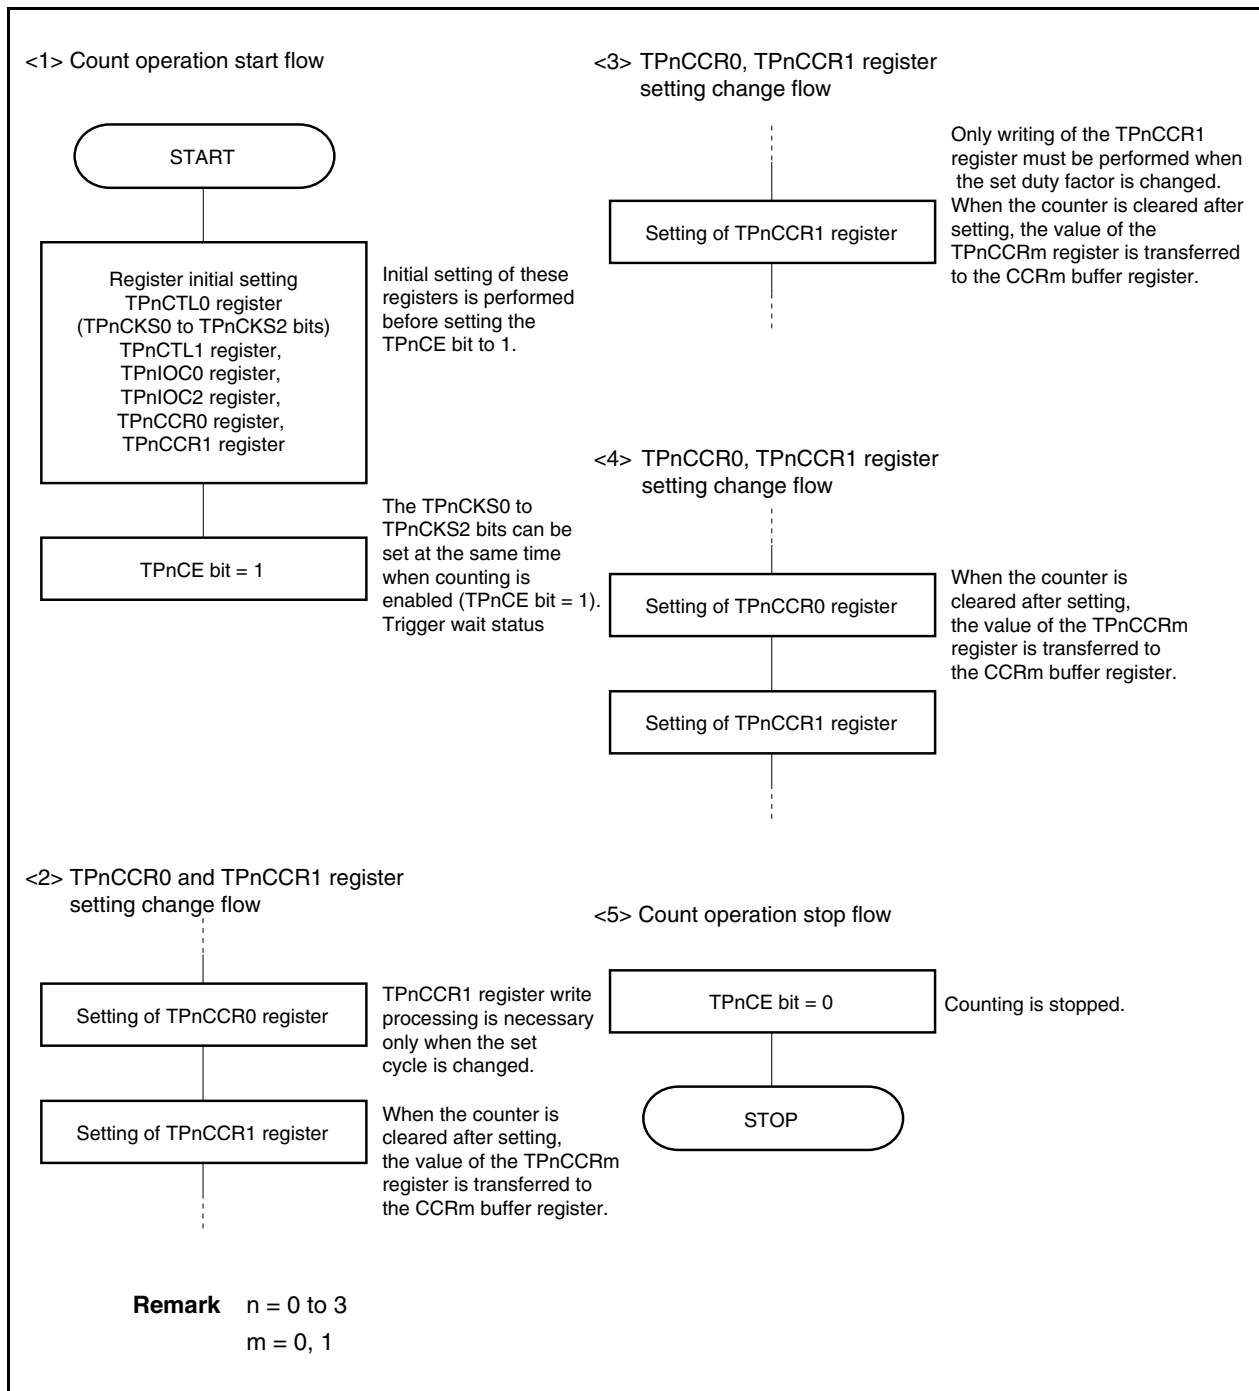 <1> Count operation start flow
START
Register initial setting
TPnCTL0 register
(TPnCKS0 to TPnCKS2 bits)
TPnCTL1 register,
TPnIOC0 register,
TPnIOC2 register,
TPnCCR0 register,
TPnCCR1 register
Initial setting of these
registers is performed
before setting the
TPnCE bit to 1.
TPnCE bit = 1
The TPnCKS0 to
TPnCKS2 bits can be
set at the same time
when counting is
enabled (TPnCE bit = 1).
Trigger wait status
<2> TPnCCR0 and TPnCCR1 register
setting change flow
Setting of TPnCCR0 register
TPnCCR1 register write
processing is necessary
only when the set
cycle is changed.
Setting of TPnCCR1 register
When the counter is
cleared after setting,
the value of the TPnCCRm
register is transferred to
the CCRm buffer register.
<3> TPnCCR0, TPnCCR1 register
setting change flow
Setting of TPnCCR1 register
Only writing of the TPnCCR1
register must be performed when
the set duty factor is changed.
When the counter is cleared after
setting, the value of the
TPnCCRm register is transferred
to the CCRm buffer register.
<4> TPnCCR0, TPnCCR1 register
setting change flow
Setting of TPnCCR0 register
When the counter is
cleared after setting,
the value of the TPnCCRm
register is transferred to
the CCRm buffer register.
Setting of TPnCCR1 register
<5> Count operation stop flow
TPnCE bit = 0
Counting is stopped.
STOP
Remark n = 0 to 3
m = 0, 1